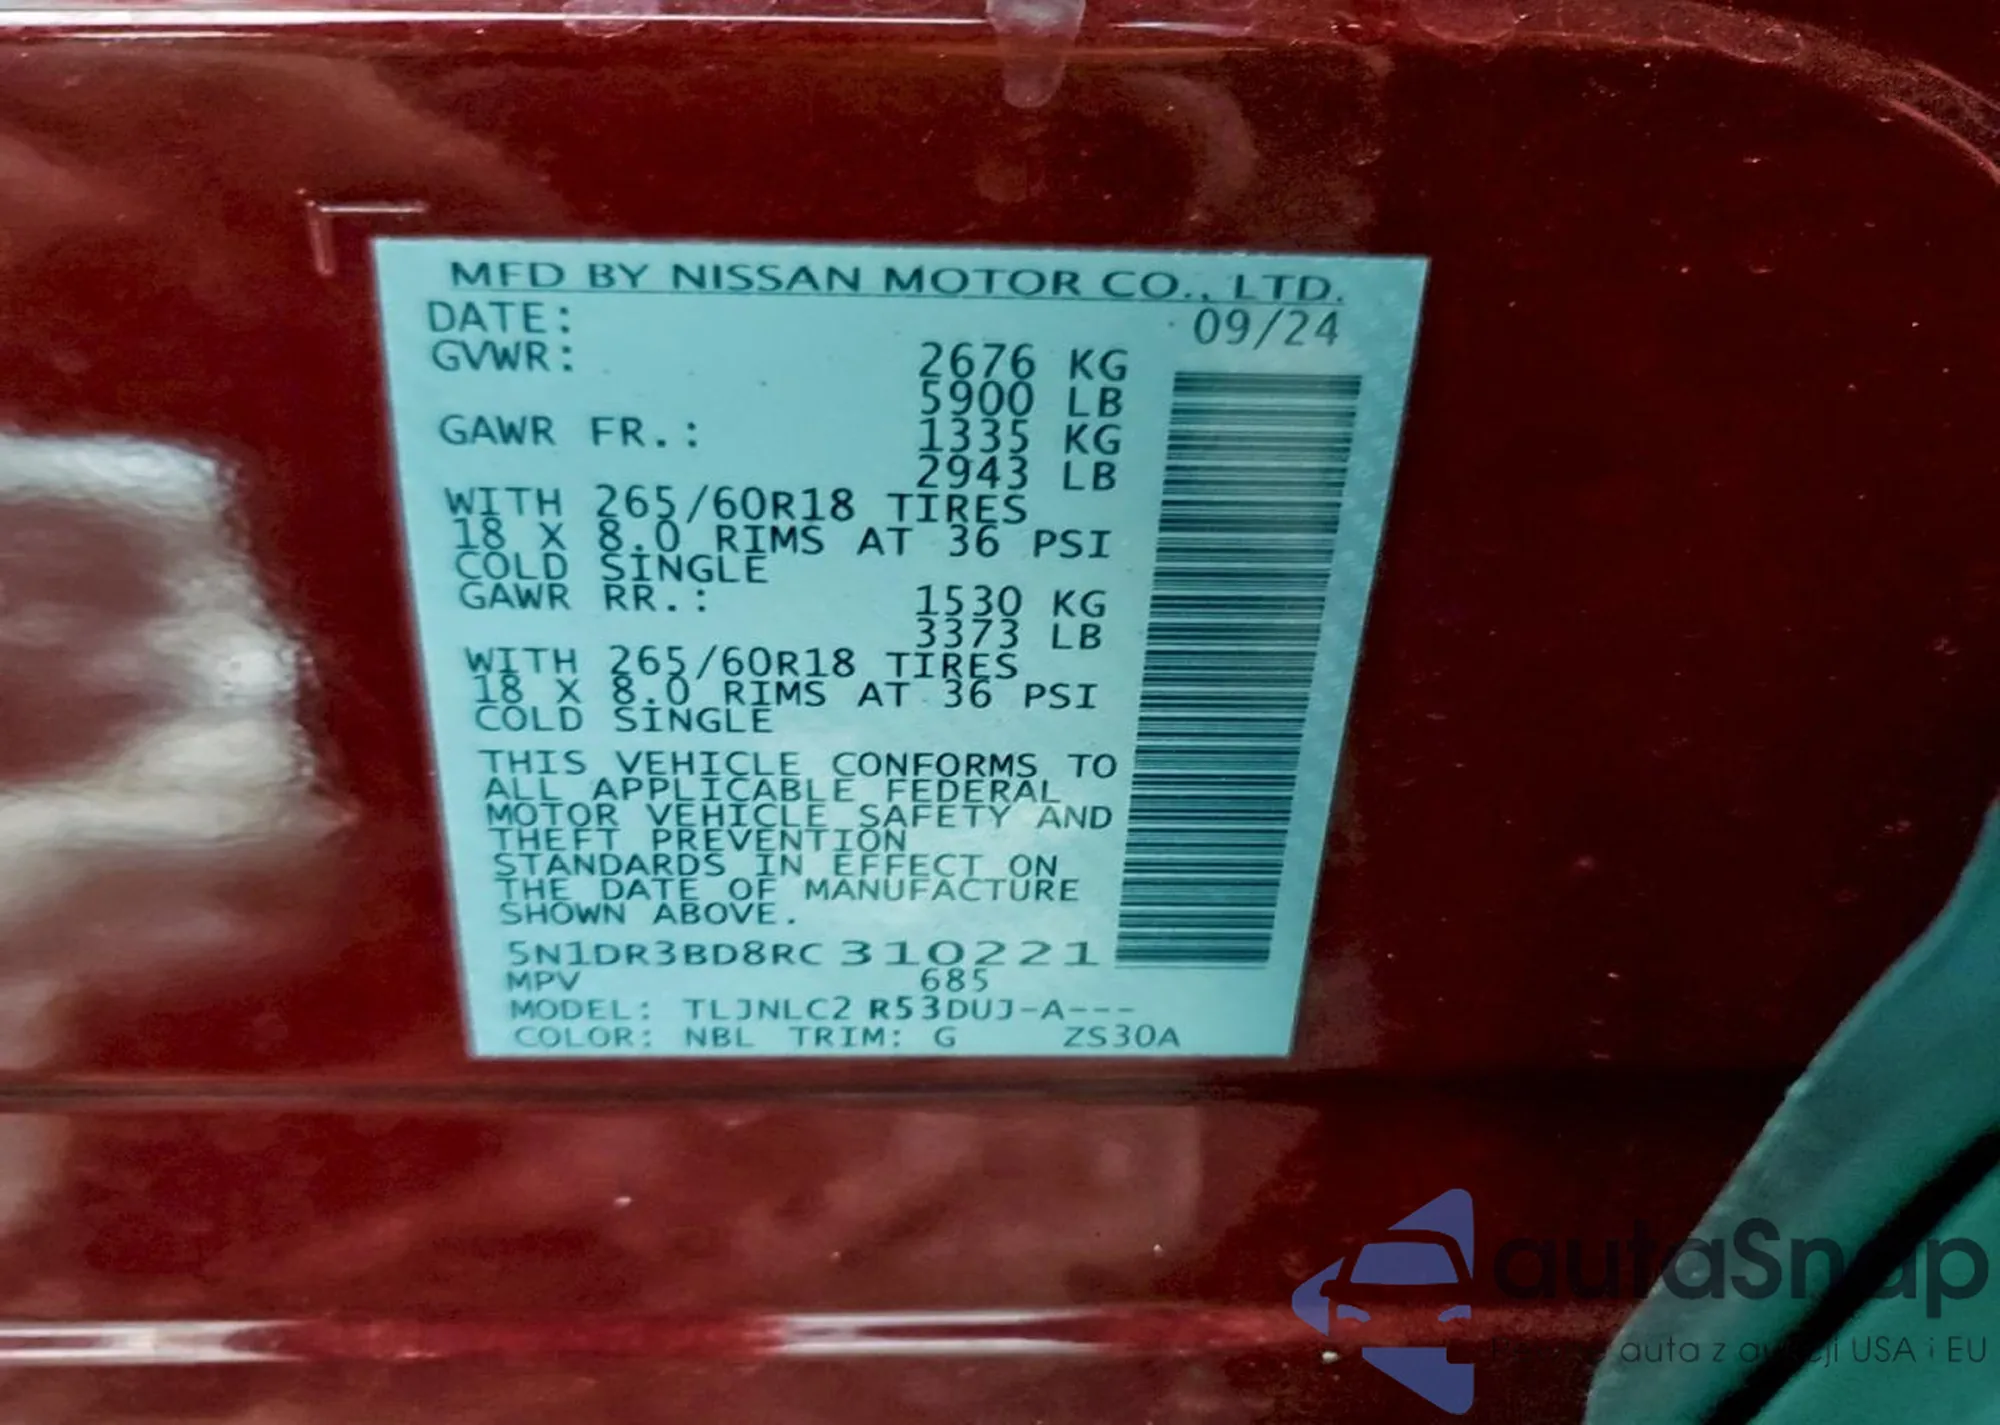 MFD BY NISSAN MOTOR CO., LTD.
DATE: 09/24
GVWR: 2676 KG
5900 LB
GAWR FR.: 1335 KG
2943 LB
WITH 265/60R18 TIRES
18 X 8.0 RIMS AT 36 PSI
COLD SINGLE
GAWR RR.: 1530 KG
3373 LB
WITH 265/60R18 TIRES
18 X 8.0 RIMS AT 36 PSI
COLD SINGLE
THIS VEHICLE CONFORMS TO
ALL APPLICABLE FEDERAL
MOTOR VEHICLE SAFETY AND
THEFT PREVENTION
STANDARDS IN EFFECT ON
THE DATE OF MANUFACTURE
SHOWN ABOVE.
5N1DR3BD8RC310221
MPV 685
MODEL: TLJNLC2 R53DUJ-A---
COLOR: NBL TRIM: G ZS30A
autaSnap
auta z USA i EU